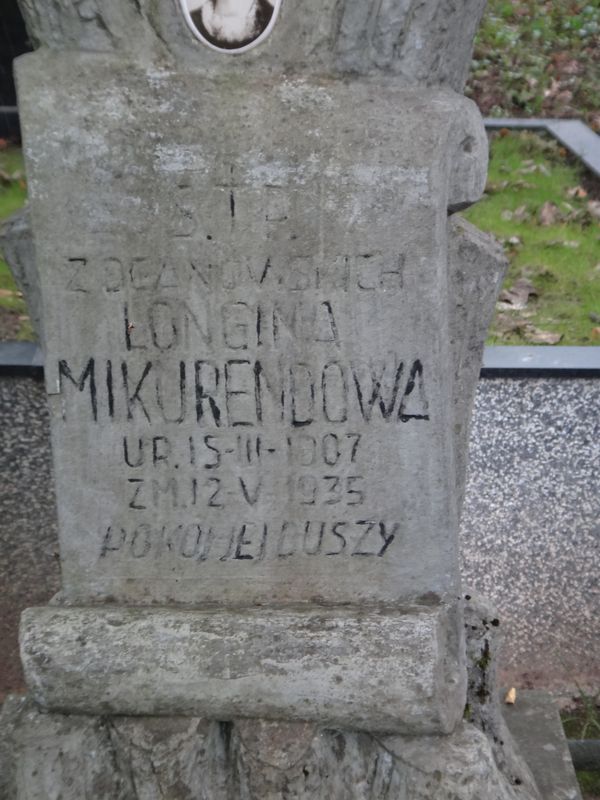 Ś.†P.
Z OGANOWSKICH
LONGINA
MIKURENDOWA
UR. 15-III-1907
ZM. 12-V-1935
POKÓJ JEJ DUSZY